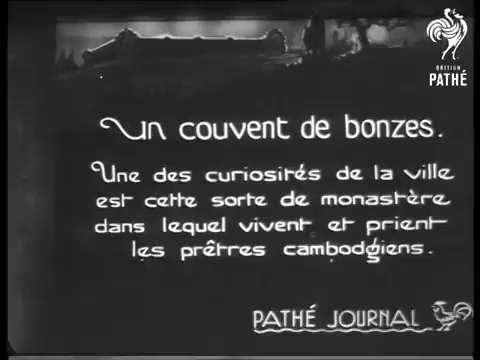 BRITISH
PATHÉ
Un couvent de bonzes.
Une des curiosités de la ville
est cette sorte de monastère
dans lequel vivent et prient
les prêtres cambodgiens.
PATHÉ JOURNAL